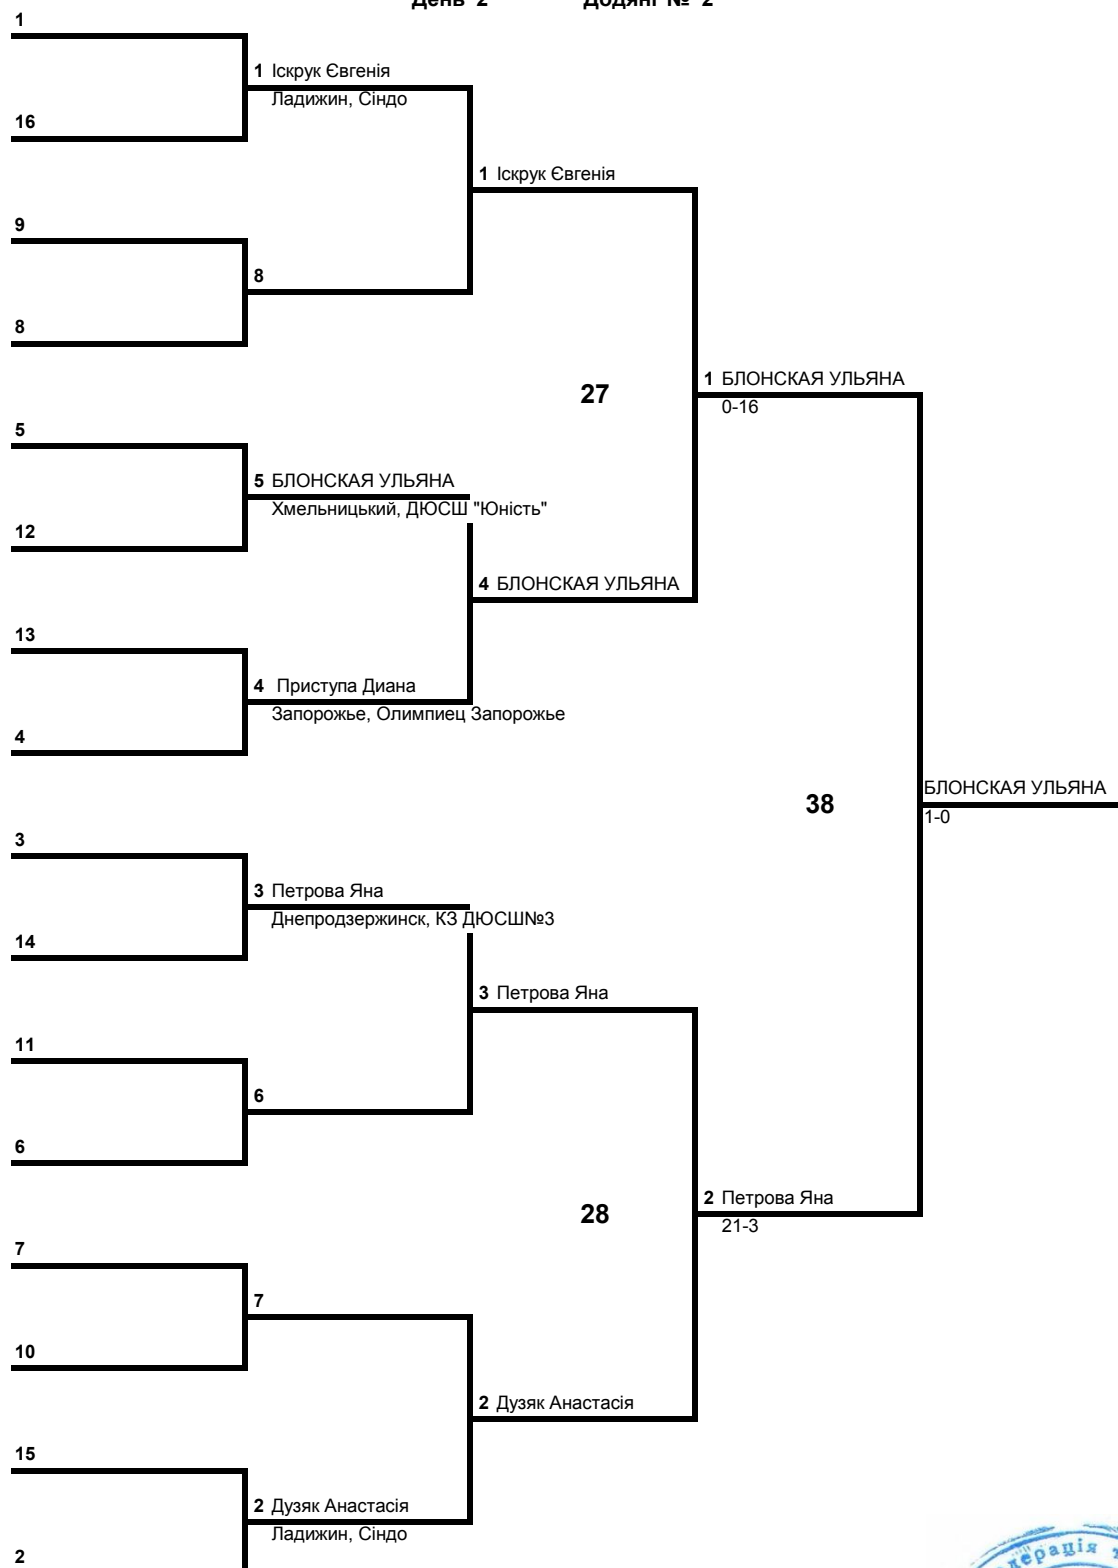 День 2 Додянг № 2
1
1 Іскрук Євгенія
Ладижин, Сіндо
16
1 Іскрук Євгенія
9
8
8
27
1 БЛОНСКАЯ УЛЬЯНА
0-16
5
5 БЛОНСКАЯ УЛЬЯНА
Хмельницький, ДЮСШ "Юність"
12
4 БЛОНСКАЯ УЛЬЯНА
13
4 Приступа Диана
Запорожье, Олимпиец Запорожье
4
38
БЛОНСКАЯ УЛЬЯНА
1-0
3
3 Петрова Яна
Днепродзержинск, КЗ ДЮСШ№3
14
3 Петрова Яна
11
6
6
28
2 Петрова Яна
21-3
7
7
10
2 Дузяк Анастасія
15
2 Дузяк Анастасія
Ладижин, Сіндо
2